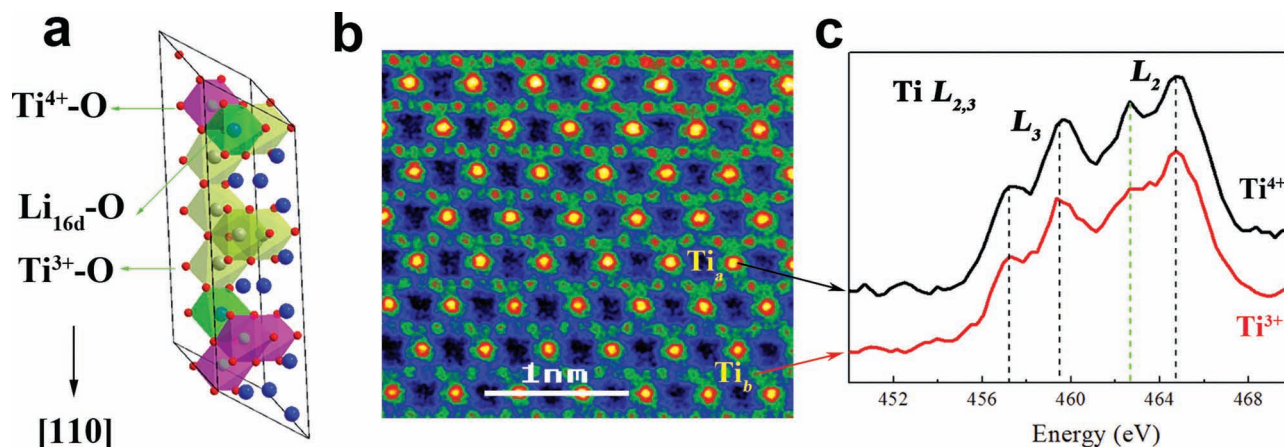 a
Ti4+-O
Li16d-O
Ti3+-O
[110]
b
Tia
Tib
1nm
c
Ti L2,3
L3
L2
Ti4+
Ti3+
452 456 460 464 468
Energy (eV)